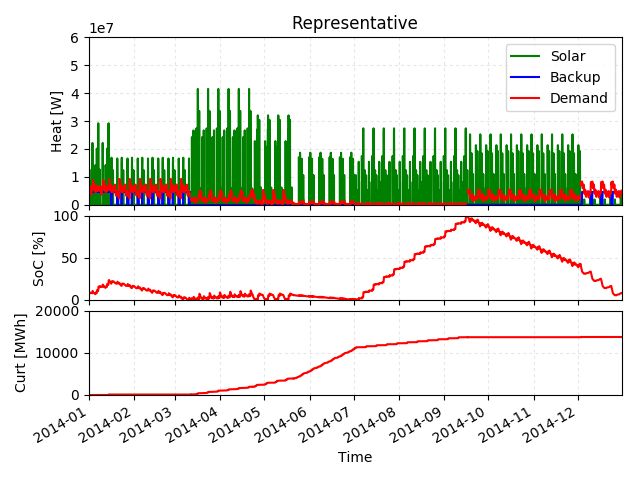 Representative
1e7
6
5
4
3
2
1
0
Heat [W]
Solar
Backup
Demand
100
50
0
SoC [%]
20000
10000
0
Curt [MWh]
2014-01
2014-02
2014-03
2014-04
2014-05
2014-06
2014-07
2014-08
2014-09
2014-10
2014-11
2014-12
Time